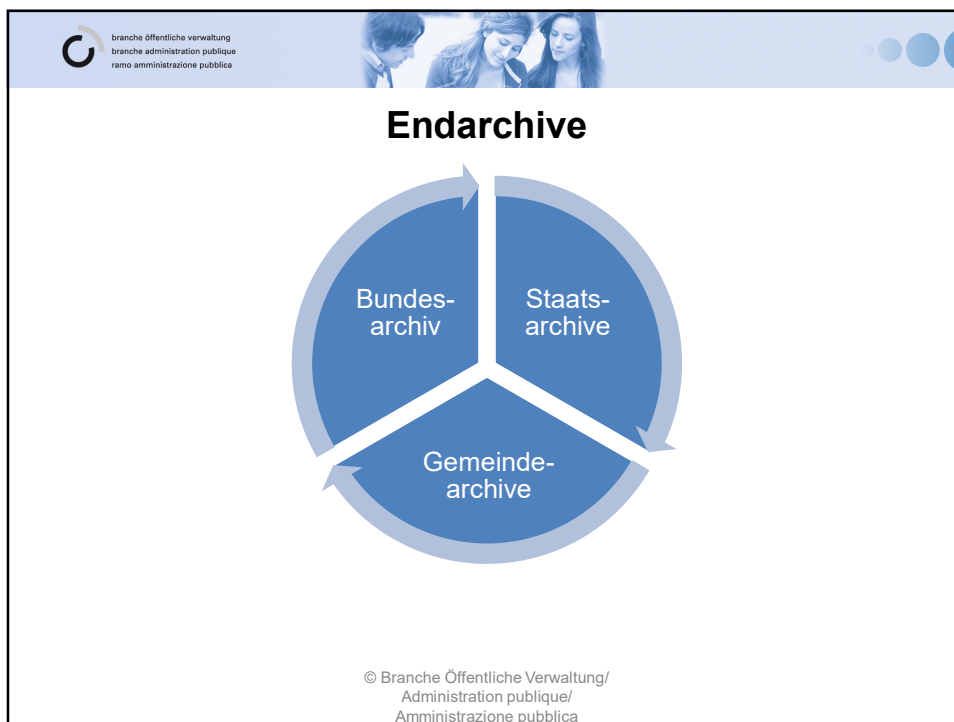 branche öffentliche verwaltung
branche administration publique
ramo amministrazione pubblica
Endarchive
Bundes-
archiv
Staats-
archive
Gemeinde-
archive
© Branche Öffentliche Verwaltung/
Administration publique/
Amministrazione pubblica